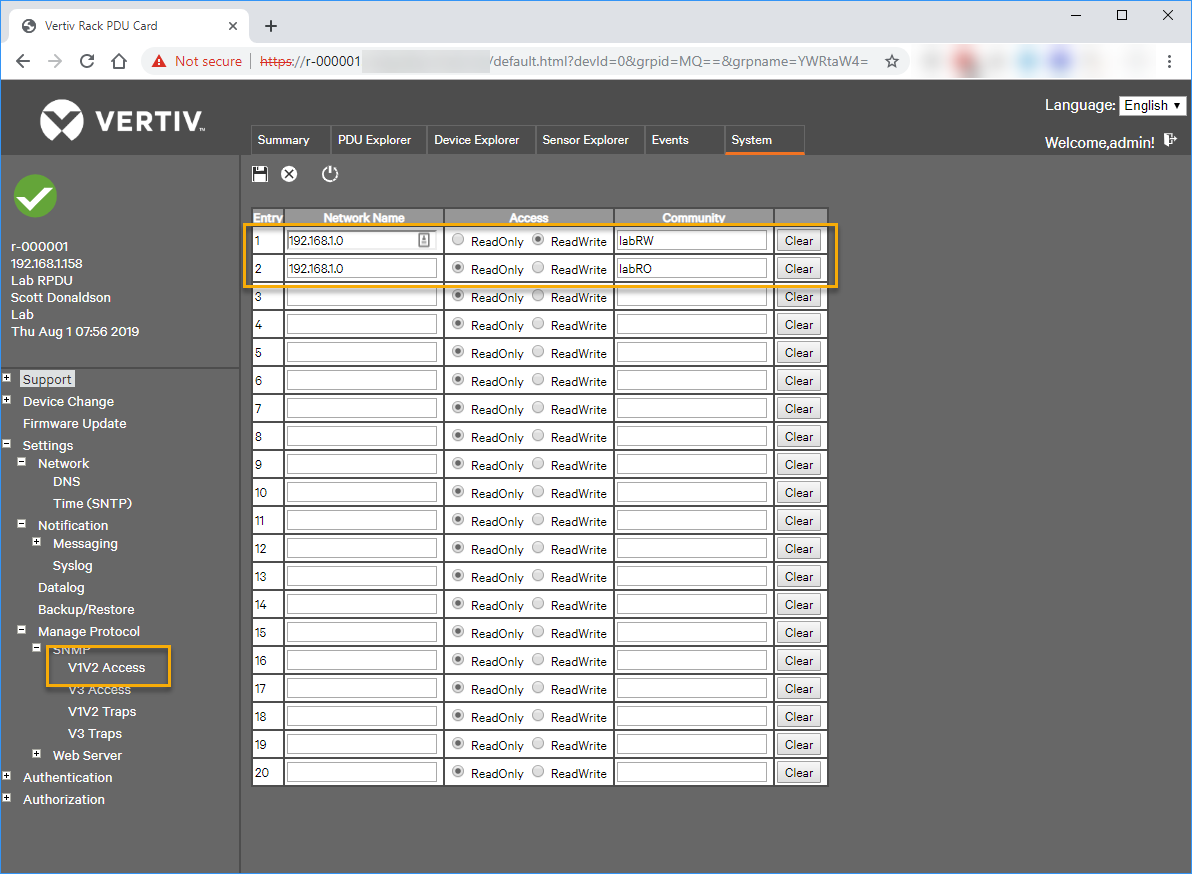 Vertiv Rack PDU Card
Not secure https://r-000001 /default.html?devId=0&grpid=MQ==&grpname=YWRtaW4=
VERTIV™
Language: English
Welcome,admin!
Summary PDU Explorer Device Explorer Sensor Explorer Events System
r-000001
192.168.1.158
Lab RPDU
Scott Donaldson
Lab
Thu Aug 1 07:56 2019
Support
Device Change
Firmware Update
Settings
Network
DNS
Time (SNTP)
Notification
Messaging
Syslog
Datalog
Backup/Restore
Manage Protocol
SNMP
V1V2 Access
V3 Access
V1V2 Traps
V3 Traps
Web Server
Authentication
Authorization
Entry Network Name Access Community
1 192.168.1.0 ReadOnly ReadWrite labRW Clear
2 192.168.1.0 ReadOnly ReadWrite labRO Clear
3 ReadOnly ReadWrite Clear
4 ReadOnly ReadWrite Clear
5 ReadOnly ReadWrite Clear
6 ReadOnly ReadWrite Clear
7 ReadOnly ReadWrite Clear
8 ReadOnly ReadWrite Clear
9 ReadOnly ReadWrite Clear
10 ReadOnly ReadWrite Clear
11 ReadOnly ReadWrite Clear
12 ReadOnly ReadWrite Clear
13 ReadOnly ReadWrite Clear
14 ReadOnly ReadWrite Clear
15 ReadOnly ReadWrite Clear
16 ReadOnly ReadWrite Clear
17 ReadOnly ReadWrite Clear
18 ReadOnly ReadWrite Clear
19 ReadOnly ReadWrite Clear
20 ReadOnly ReadWrite Clear